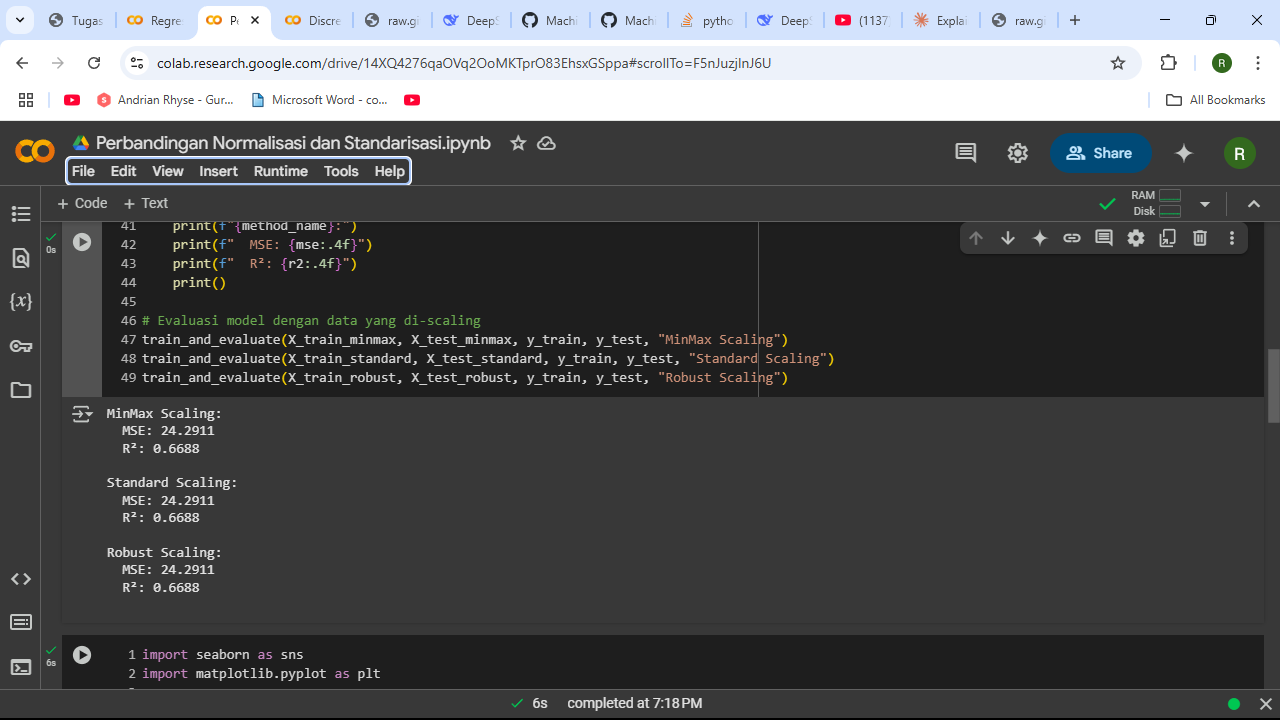 Tugas
Regre
Pe
Discre
raw.g
DeepS
Machi
Machi
pytho
DeepS
(1137
Explai
raw.gi
colab.research.google.com/drive/14XQ4276qaOVq2OoMKTprO83EhsxGSppa#scrollTo=F5nJuzjlnJ6U
R
Andrian Rhyse - Gur...
Microsoft Word - co...
All Bookmarks
Perbandingan Normalisasi dan Standarisasi.ipynb
File Edit View Insert Runtime Tools Help
Share
R
+ Code + Text
RAM
Disk
0s
41 print(f"{method_name}:")
42 print(f"  MSE: {mse:.4f}")
43 print(f"  R²: {r2:.4f}")
44 print()
45
46 # Evaluasi model dengan data yang di-scaling
47 train_and_evaluate(X_train_minmax, X_test_minmax, y_train, y_test, "MinMax Scaling")
48 train_and_evaluate(X_train_standard, X_test_standard, y_train, y_test, "Standard Scaling")
49 train_and_evaluate(X_train_robust, X_test_robust, y_train, y_test, "Robust Scaling")
MinMax Scaling:
MSE: 24.2911
R²: 0.6688
Standard Scaling:
MSE: 24.2911
R²: 0.6688
Robust Scaling:
MSE: 24.2911
R²: 0.6688
6s
1 import seaborn as sns
2 import matplotlib.pyplot as plt
6s completed at 7:18 PM